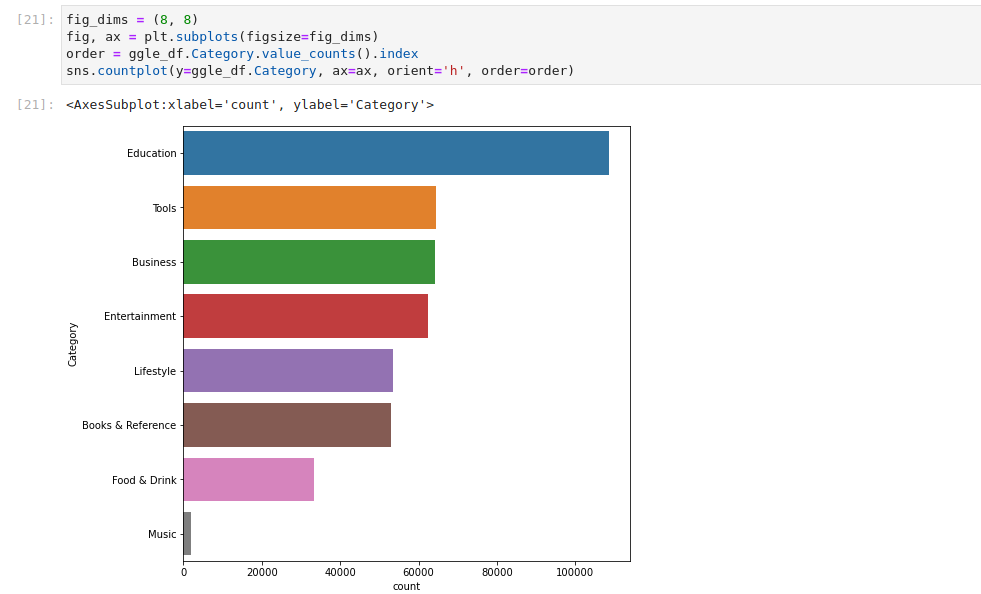 [21]: fig_dims = (8, 8)
fig, ax = plt.subplots(figsize=fig_dims)
order = ggle_df.Category.value_counts().index
sns.countplot(y=ggle_df.Category, ax=ax, orient='h', order=order)
[21]: <AxesSubplot:xlabel='count', ylabel='Category'>
Education
Tools
Business
Entertainment
Category
Lifestyle
Books & Reference
Food & Drink
Music
0 20000 40000 60000 80000 100000
count